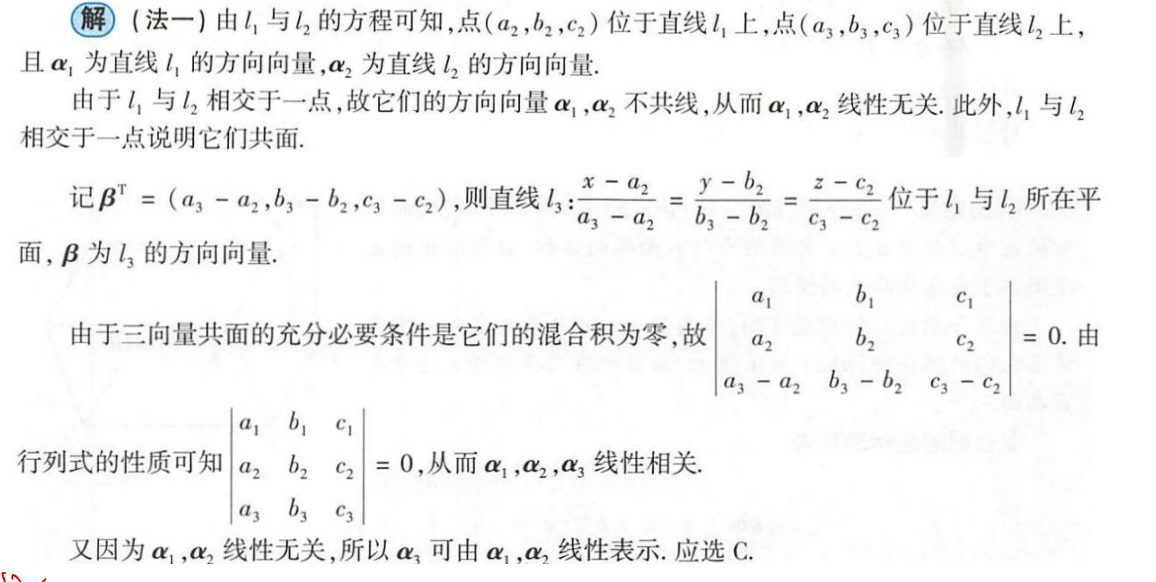 解 (法一) 由 l₁ 与 l₂ 的方程可知,点(a₂,b₂,c₂)位于直线 l₁ 上,点(a₃,b₃,c₃)位于直线 l₂ 上,
且 α₁ 为直线 l₁ 的方向向量,α₂ 为直线 l₂ 的方向向量.
由于 l₁ 与 l₂ 相交于一点,故它们的方向向量 α₁,α₂ 不共线,从而 α₁,α₂ 线性无关. 此外,l₁ 与 l₂
相交于一点说明它们共面.
记 βᵀ = (a₃ - a₂,b₃ - b₂,c₃ - c₂),则直线 l₃: (x - a₂)/(a₃ - a₂) = (y - b₂)/(b₃ - b₂) = (z - c₂)/(c₃ - c₂) 位于 l₁ 与 l₂ 所在平
面,β 为 l₃ 的方向向量.
由于三向量共面的充分必要条件是它们的混合积为零,故 | a₁ b₁ c₁ ; a₂ b₂ c₂ ; a₃ - a₂ b₃ - b₂ c₃ - c₂ | = 0. 由
行列式的性质可知 | a₁ b₁ c₁ ; a₂ b₂ c₂ ; a₃ b₃ c₃ | = 0,从而 α₁,α₂,α₃ 线性相关.
又因为 α₁,α₂ 线性无关,所以 α₃ 可由 α₁,α₂ 线性表示. 应选 C.